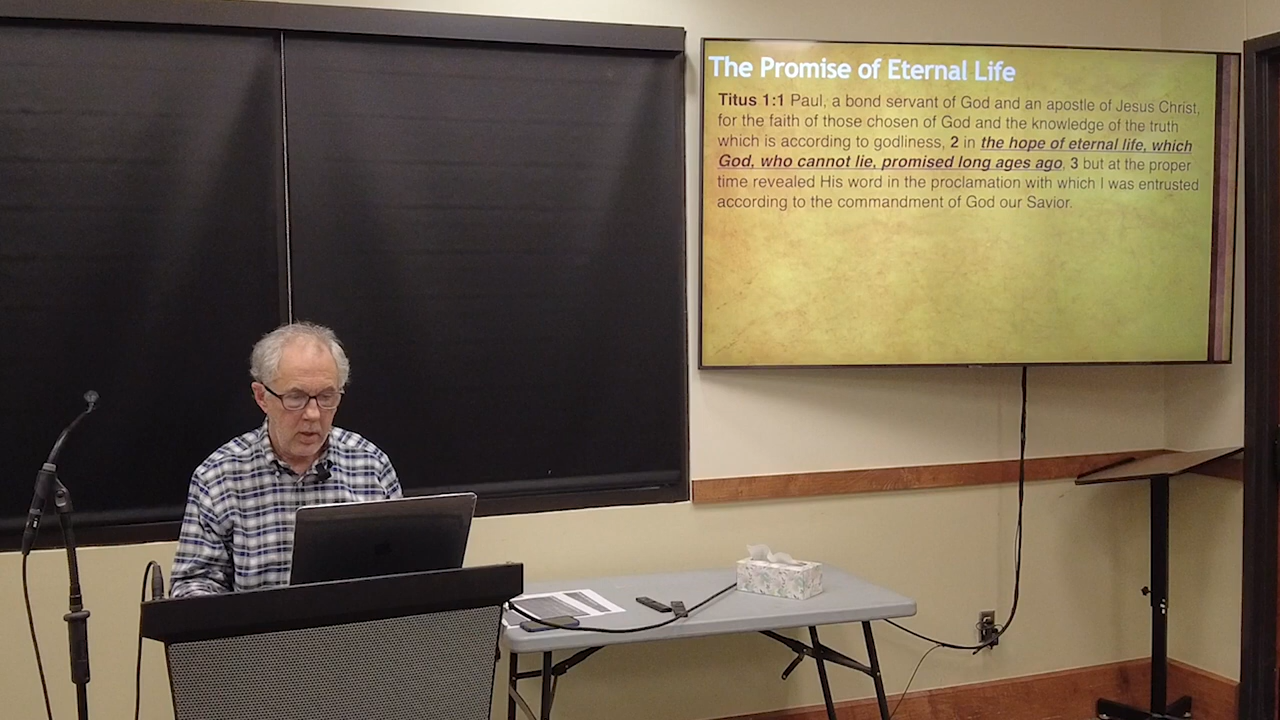 The Promise of Eternal Life
Titus 1:1 Paul, a bond servant of God and an apostle of Jesus Christ,
for the faith of those chosen of God and the knowledge of the truth
which is according to godliness, 2 in the hope of eternal life, which
God, who cannot lie, promised long ages ago, 3 but at the proper
time revealed His word in the proclamation with which I was entrusted
according to the commandment of God our Savior.